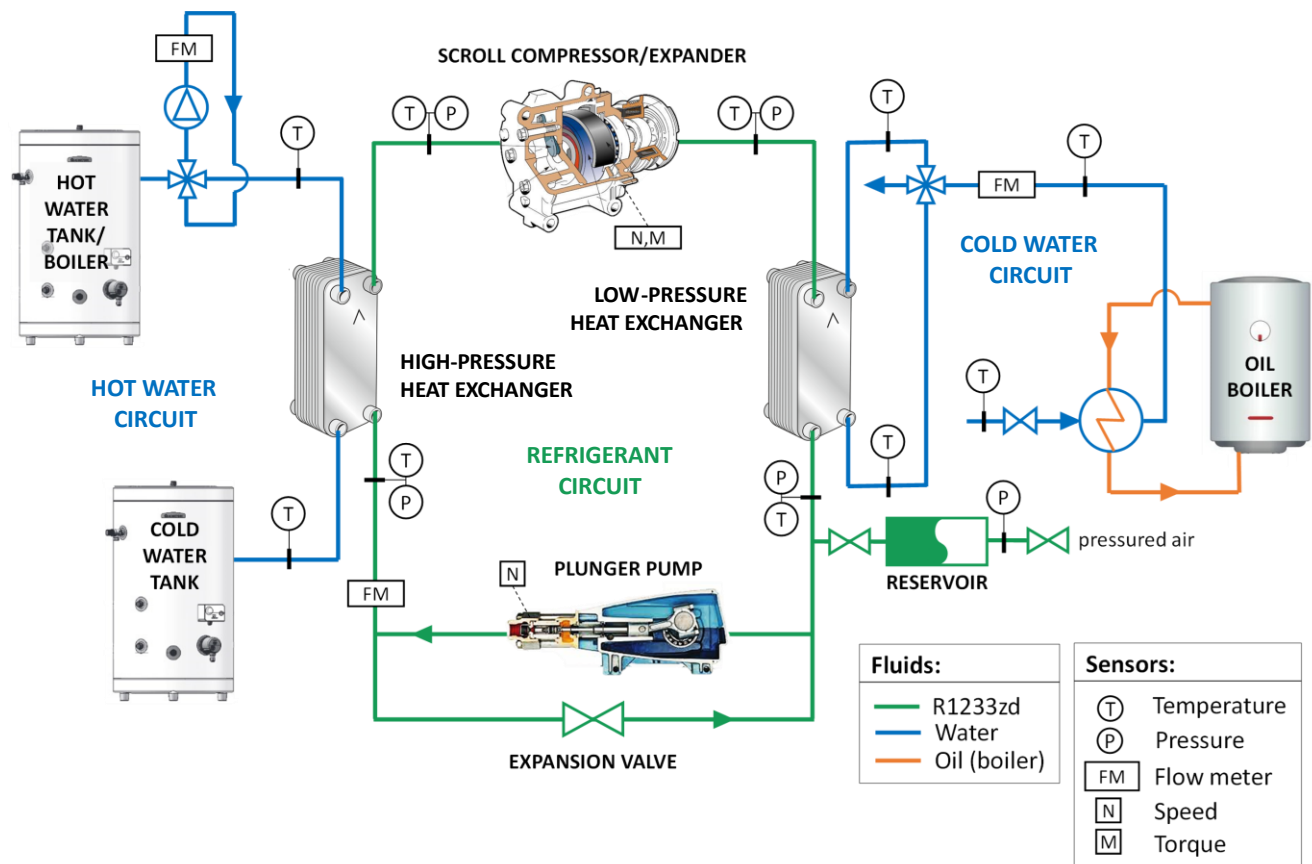 FM
SCROLL COMPRESSOR/EXPANDER
T
T
P
T
P
T
T
HOT
WATER
TANK/
BOILER
FM
N,M
COLD WATER
CIRCUIT
LOW-PRESSURE
HEAT EXCHANGER
HIGH-PRESSURE
HEAT EXCHANGER
OIL
BOILER
HOT WATER
CIRCUIT
T
REFRIGERANT
CIRCUIT
T
P
T
P
T
COLD
WATER
TANK
T
P
pressured air
RESERVOIR
N
PLUNGER PUMP
FM
EXPANSION VALVE
Fluids:
R1233zd
Water
Oil (boiler)
Sensors:
T Temperature
P Pressure
FM Flow meter
N Speed
M Torque